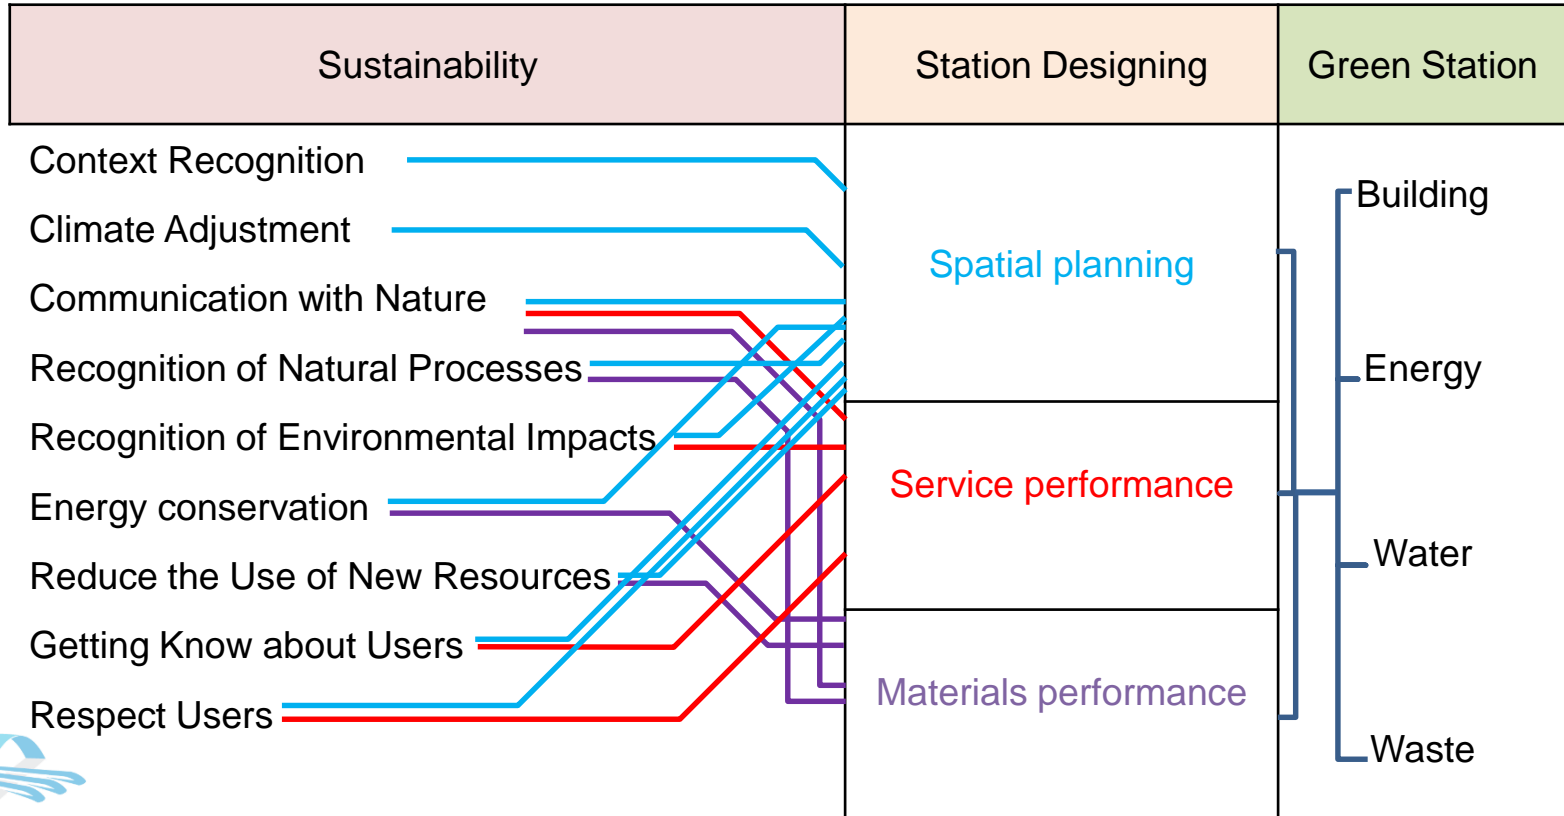 Sustainability
Station Designing
Green Station
Context Recognition
Climate Adjustment
Communication with Nature
Recognition of Natural Processes
Recognition of Environmental Impacts
Energy conservation
Reduce the Use of New Resources
Getting Know about Users
Respect Users
Spatial planning
Service performance
Materials performance
Building
Energy
Water
Waste